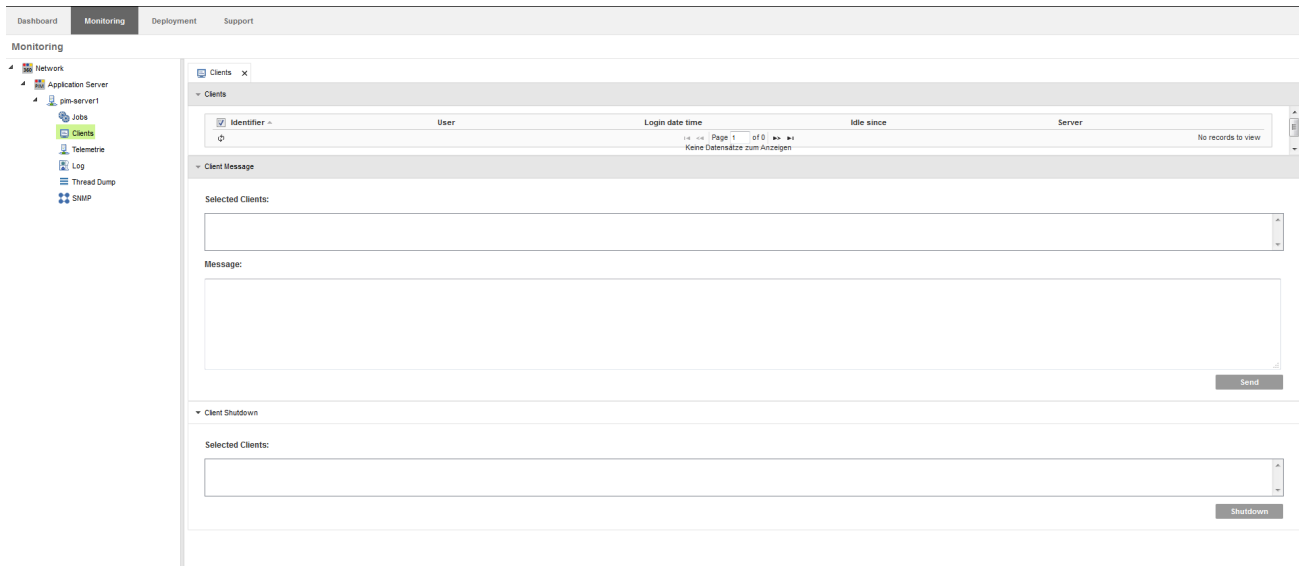 Dashboard Monitoring Deployment Support
Monitoring
Network
Application Server
pim-server1
Jobs
Clients
Telemetrie
Log
Thread Dump
SNMP
Clients x
Clients
Identifier User Login date time Idle since Server
Page 1 of 0 No records to view
Keine Datensätze zum Anzeigen
Client Message
Selected Clients:
Message:
Send
Client Shutdown
Selected Clients:
Shutdown